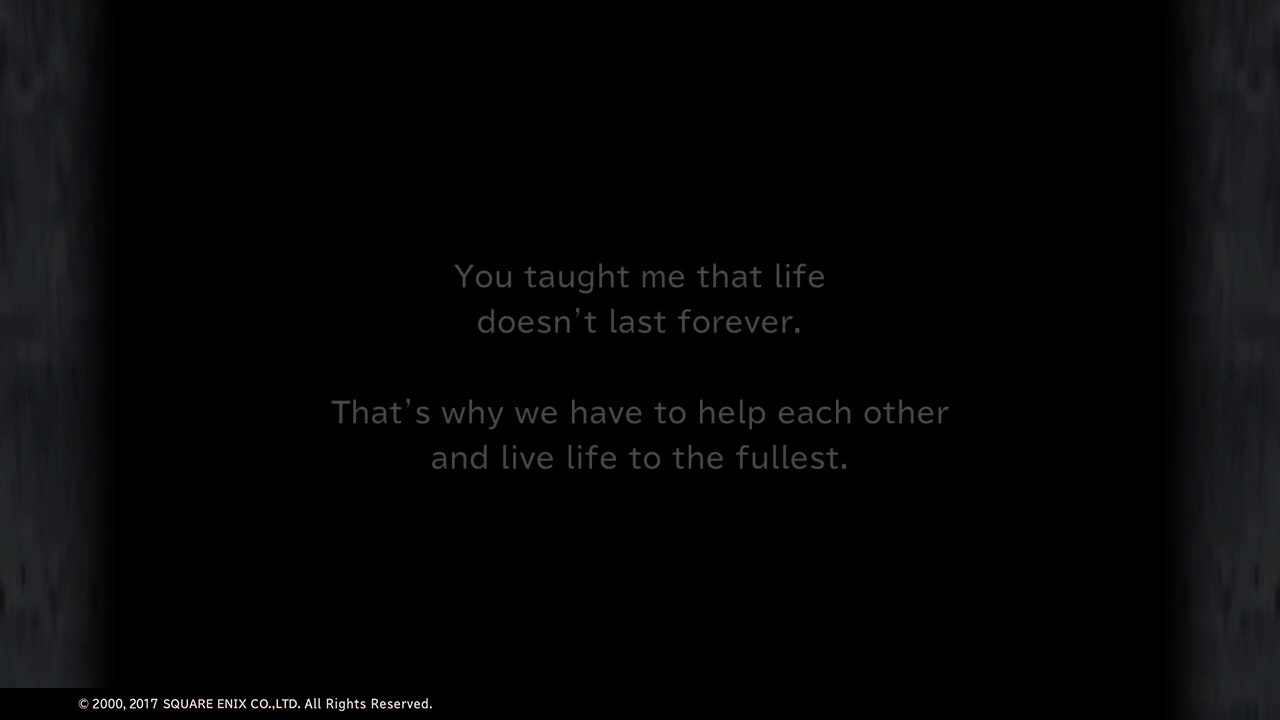 You taught me that life
doesn’t last forever.
That’s why we have to help each other
and live life to the fullest.
© 2000, 2017 SQUARE ENIX CO.,LTD. All Rights Reserved.